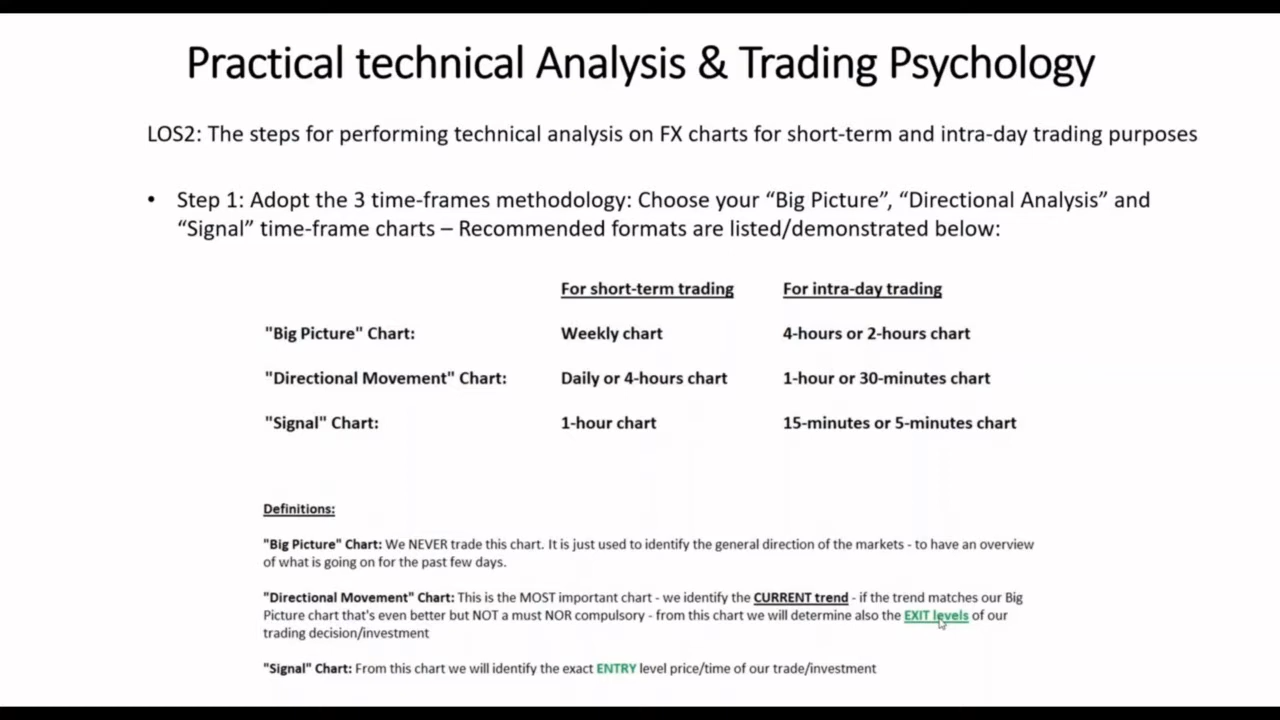 Practical technical Analysis & Trading Psychology
LOS2: The steps for performing technical analysis on FX charts for short-term and intra-day trading purposes
• Step 1: Adopt the 3 time-frames methodology: Choose your “Big Picture”, “Directional Analysis” and
“Signal” time-frame charts – Recommended formats are listed/demonstrated below:
For short-term trading For intra-day trading
"Big Picture" Chart: Weekly chart 4-hours or 2-hours chart
"Directional Movement" Chart: Daily or 4-hours chart 1-hour or 30-minutes chart
"Signal" Chart: 1-hour chart 15-minutes or 5-minutes chart
Definitions:
"Big Picture" Chart: We NEVER trade this chart. It is just used to identify the general direction of the markets - to have an overview
of what is going on for the past few days.
"Directional Movement" Chart: This is the MOST important chart - we identify the CURRENT trend - if the trend matches our Big
Picture chart that's even better but NOT a must NOR compulsory - from this chart we will determine also the EXIT levels of our
trading decision/investment
"Signal" Chart: From this chart we will identify the exact ENTRY level price/time of our trade/investment